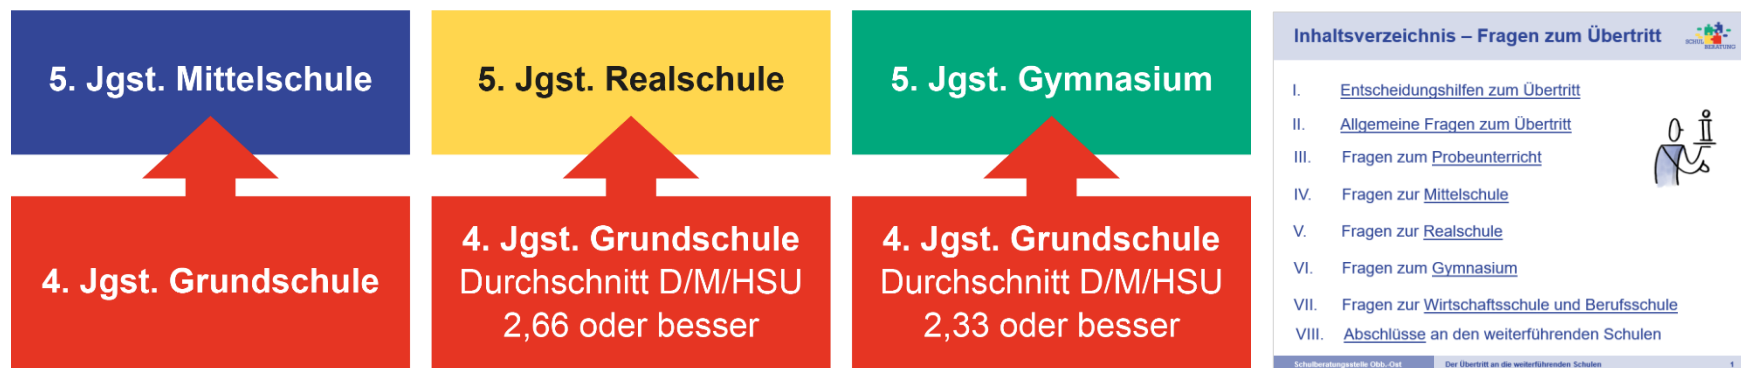 5. Jgst. Mittelschule
4. Jgst. Grundschule
5. Jgst. Realschule
4. Jgst. Grundschule
Durchschnitt D/M/HSU
2,66 oder besser
5. Jgst. Gymnasium
4. Jgst. Grundschule
Durchschnitt D/M/HSU
2,33 oder besser
Inhaltsverzeichnis – Fragen zum Übertritt
SCHUL
BERATUNG
I. Entscheidungshilfen zum Übertritt
II. Allgemeine Fragen zum Übertritt
III. Fragen zum Probeunterricht
IV. Fragen zur Mittelschule
V. Fragen zur Realschule
VI. Fragen zum Gymnasium
VII. Fragen zur Wirtschaftsschule und Berufsschule
VIII. Abschlüsse an den weiterführenden Schulen
Schulberatungsstelle Obb.-Ost Der Übertritt an die weiterführenden Schulen 1